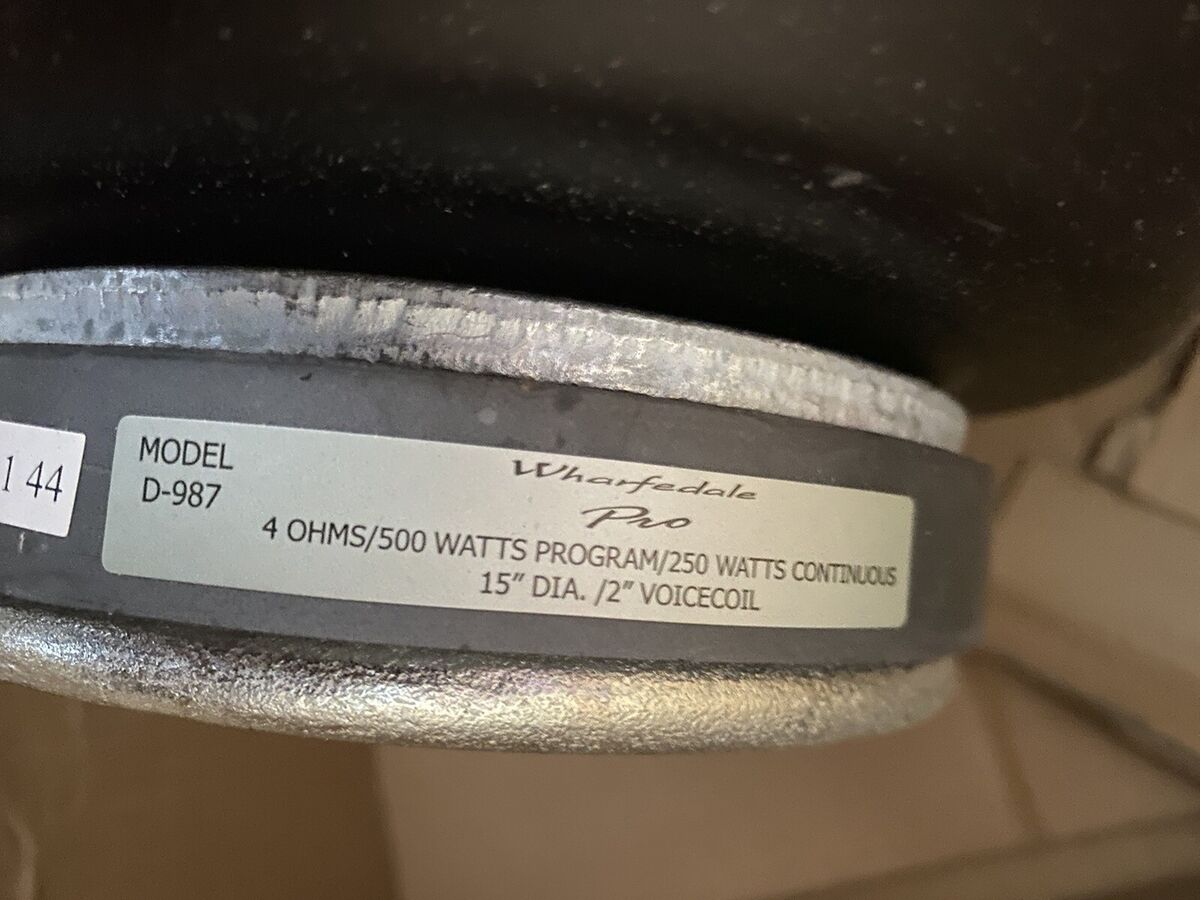 1 44
MODEL
D-987
Wharfedale
Pro
4 OHMS/500 WATTS PROGRAM/250 WATTS CONTINUOUS
15" DIA. /2" VOICECOIL